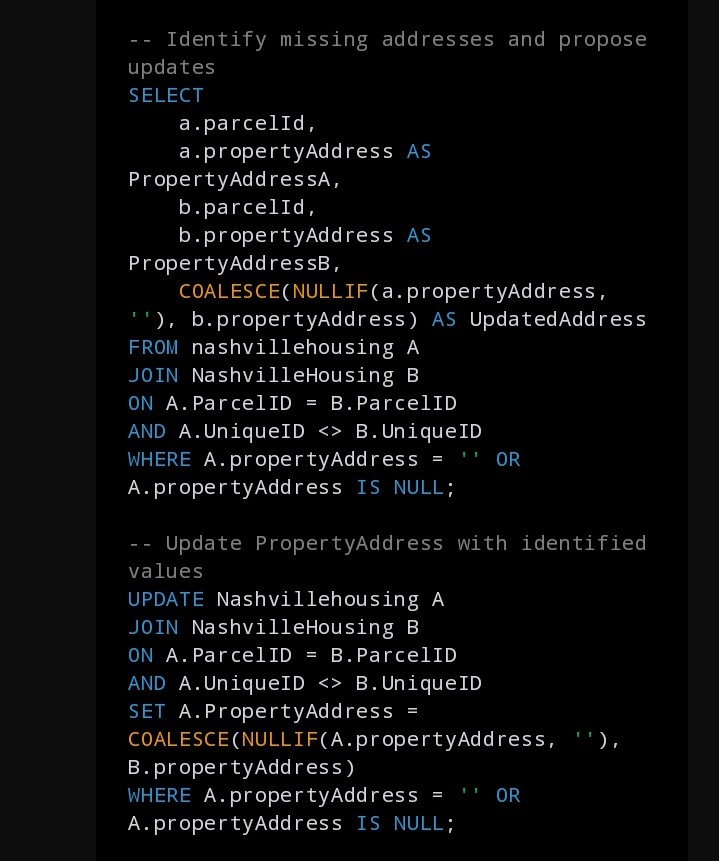 -- Identify missing addresses and propose
updates
SELECT
    a.parcelId,
    a.propertyAddress AS
PropertyAddressA,
    b.parcelId,
    b.propertyAddress AS
PropertyAddressB,
    COALESCE(NULLIF(a.propertyAddress,
''), b.propertyAddress) AS UpdatedAddress
FROM nashvillehousing A
JOIN NashvilleHousing B
ON A.ParcelID = B.ParcelID
AND A.UniqueID <> B.UniqueID
WHERE A.propertyAddress = '' OR
A.propertyAddress IS NULL;

-- Update PropertyAddress with identified
values
UPDATE Nashvillehousing A
JOIN NashvilleHousing B
ON A.ParcelID = B.ParcelID
AND A.UniqueID <> B.UniqueID
SET A.PropertyAddress =
COALESCE(NULLIF(A.propertyAddress, ''),
B.propertyAddress)
WHERE A.propertyAddress = '' OR
A.propertyAddress IS NULL;